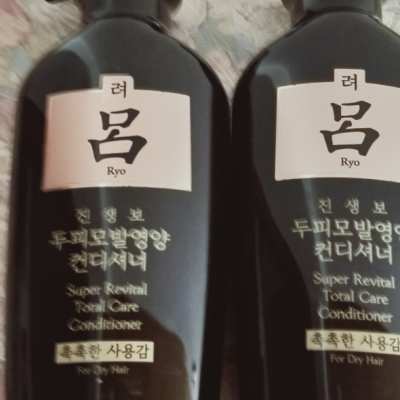 려
呂
Ryo
진생보
두피모발영양
컨디셔너
Super Revital
Total Care
Conditioner
촉촉한 사용감
For Dry Hair
려
呂
Ryo
진생보
두피모발영양
컨디셔너
Super Revital
Total Care
Conditioner
촉촉한 사용감
For Dry Hair